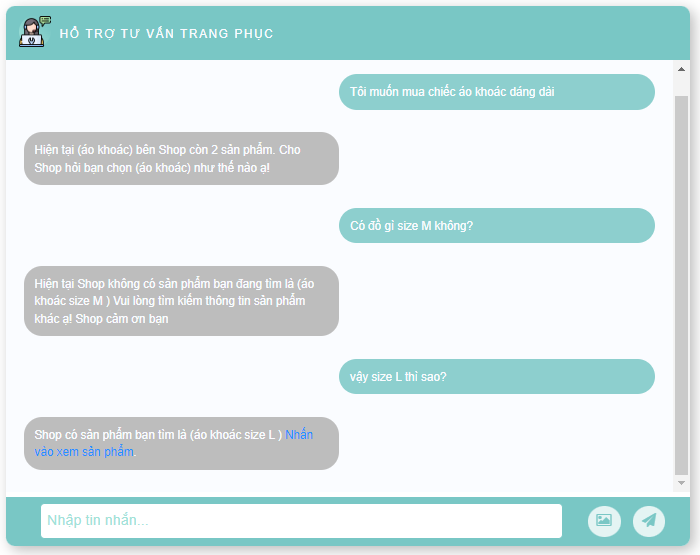 HỖ TRỢ TƯ VẤN TRANG PHỤC
Tôi muốn mua chiếc áo khoác dáng dài
Hiện tại (áo khoác) bên Shop còn 2 sản phẩm. Cho
Shop hỏi bạn chọn (áo khoác) như thế nào ạ!
Có đồ gì size M không?
Hiện tại Shop không có sản phẩm bạn đang tìm là (áo
khoác size M ) Vui lòng tìm kiếm thông tin sản phẩm
khác ạ! Shop cảm ơn bạn
vậy size L thì sao?
Shop có sản phẩm bạn tìm là (áo khoác size L ) Nhấn
vào xem sản phẩm.
Nhập tin nhắn...